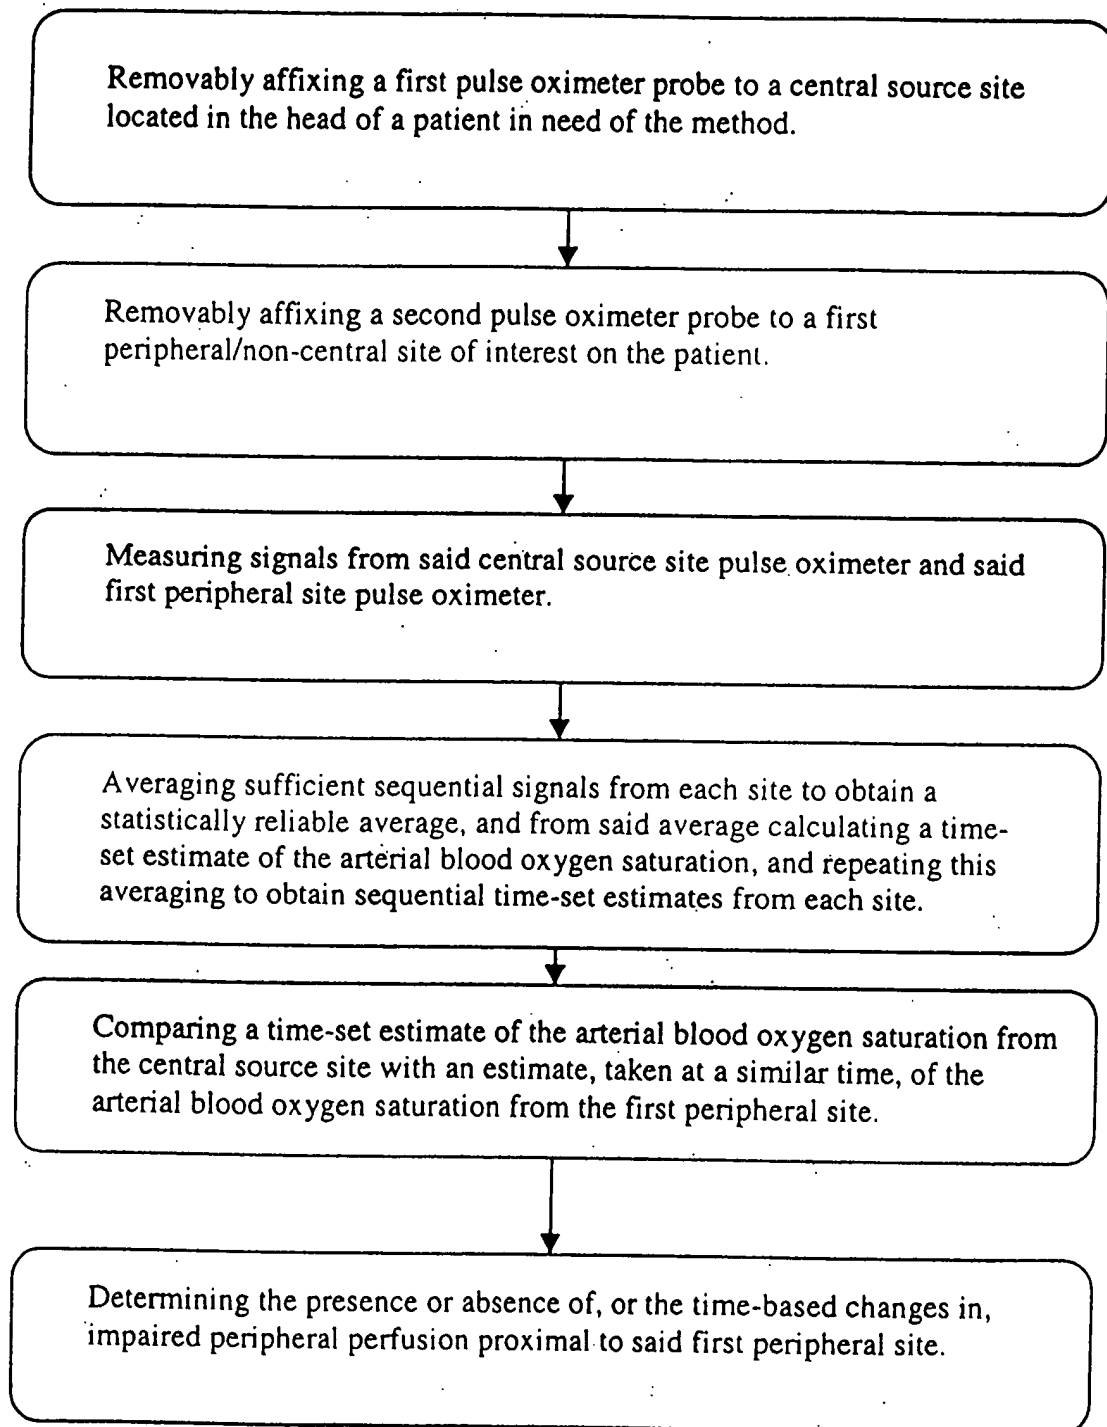 Removably affixing a first pulse oximeter probe to a central source site
located in the head of a patient in need of the method.
Removably affixing a second pulse oximeter probe to a first
peripheral/non-central site of interest on the patient.
Measuring signals from said central source site pulse oximeter and said
first peripheral site pulse oximeter.
Averaging sufficient sequential signals from each site to obtain a
statistically reliable average, and from said average calculating a time-
set estimate of the arterial blood oxygen saturation, and repeating this
averaging to obtain sequential time-set estimates from each site.
Comparing a time-set estimate of the arterial blood oxygen saturation from
the central source site with an estimate, taken at a similar time, of the
arterial blood oxygen saturation from the first peripheral site.
Determining the presence or absence of, or the time-based changes in,
impaired peripheral perfusion proximal to said first peripheral site.